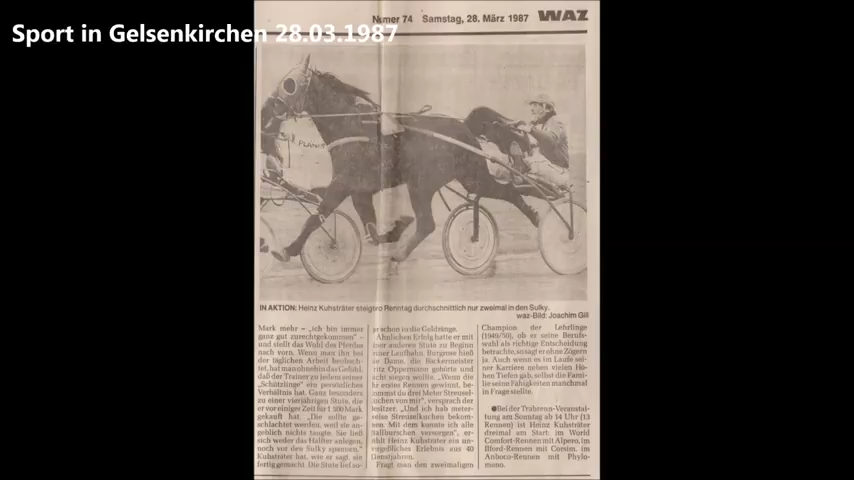 Sport in Gelsenkirchen 28.03.1987
Numer 74 Samstag, 28. März 1987 WAZ
PLANET
IN AKTION: Heinz Kuhsträter steigt pro Renntag durchschnittlich nur zweimal in den Sulky.
waz-Bild: Joachim Gill
Mark mehr – „ich bin immer
ganz gut zurechtgekommen" –
und stellt das Wohl des Pferdes
nach vorn. Wenn man ihn bei
der täglichen Arbeit beobach-
tet, hat man ohnehin das Gefühl,
daß der Trainer zu jedem seiner
„Schützlinge" ein persönliches
Verhältnis hat. Ganz besonders
zu einer vierjährigen Stute, die
er vor einiger Zeit für 1 500 Mark
gekauft hat. „Die sollte ge-
schlachtet werden, weil sie an-
geblich nichts taugte. Sie ließ
sich weder das Halfter anlegen,
noch vor den Sulky spannen."
Kuhsträter hat, wie er sagt, sie
fertig gemacht. Die Stute lief so-
gar schon in die Geldränge.
Ähnlichen Erfolg hatte er mit
einer anderen Stute zu Beginn
seiner Laufbahn. Burgrose hieß
die Dame, die Bäckermeister
Fritz Oppermann gehörte und
nicht siegen wollte. „Wenn die
ihr erstes Rennen gewinnt, be-
kommst du drei Meter Streusel-
kuchen von mir", versprach der
Besitzer. „Und ich hab meter-
weise Streuselkuchen bekom-
men. Mit dem konnte ich alle
Stallburschen versorgen", er-
zählt Heinz Kuhsträter ein un-
vergeßliches Erlebnis aus 40
Dienstjahren.
Fragt man den zweimaligen
Champion der Lehrlinge
(1949/50), ob er seine Berufs-
wahl als richtige Entscheidung
betrachte, so sagt er ohne Zögern
ja. Auch wenn es im Laufe sei-
ner Karriere neben vielen Hö-
hen Tiefen gab, selbst die Fami-
lie seine Fähigkeiten manchmal
in Frage stellte.
●Bei der Trabrenn-Veranstal-
tung am Sonntag ab 14 Uhr (13
Rennen) ist Heinz Kuhsträter
dreimal am Start: im World
Comfort-Rennen mit Alpero, im
Ilford-Rennen mit Corsim, im
Anboco-Rennen mit Phylo-
mono.